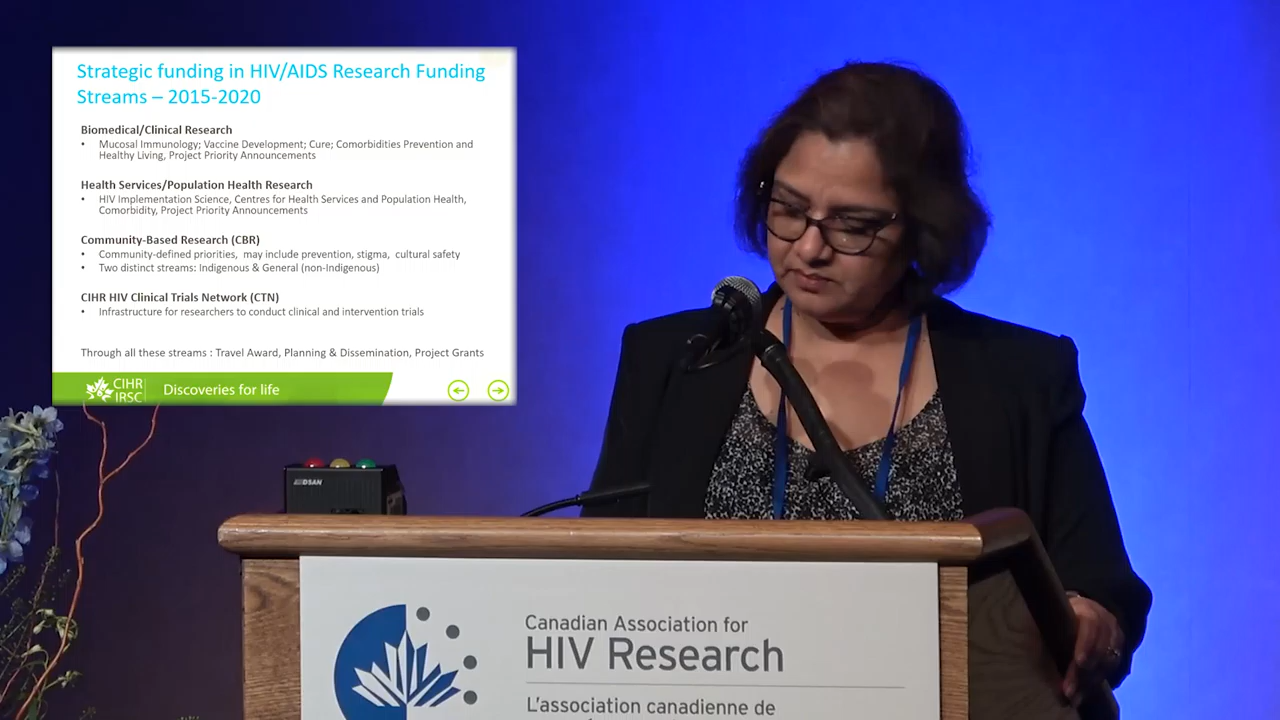 Strategic funding in HIV/AIDS Research Funding
Streams – 2015-2020
Biomedical/Clinical Research
• Mucosal Immunology; Vaccine Development; Cure; Comorbidities Prevention and
Healthy Living, Project Priority Announcements
Health Services/Population Health Research
• HIV Implementation Science, Centres for Health Services and Population Health,
Comorbidity, Project Priority Announcements
Community-Based Research (CBR)
• Community-defined priorities, may include prevention, stigma, cultural safety
• Two distinct streams: Indigenous & General (non-Indigenous)
CIHR HIV Clinical Trials Network (CTN)
• Infrastructure for researchers to conduct clinical and intervention trials
Through all these streams : Travel Award, Planning & Dissemination, Project Grants
CIHR
IRSC
Discoveries for life
DSAN
Canadian Association for
HIV Research
L'association canadienne de